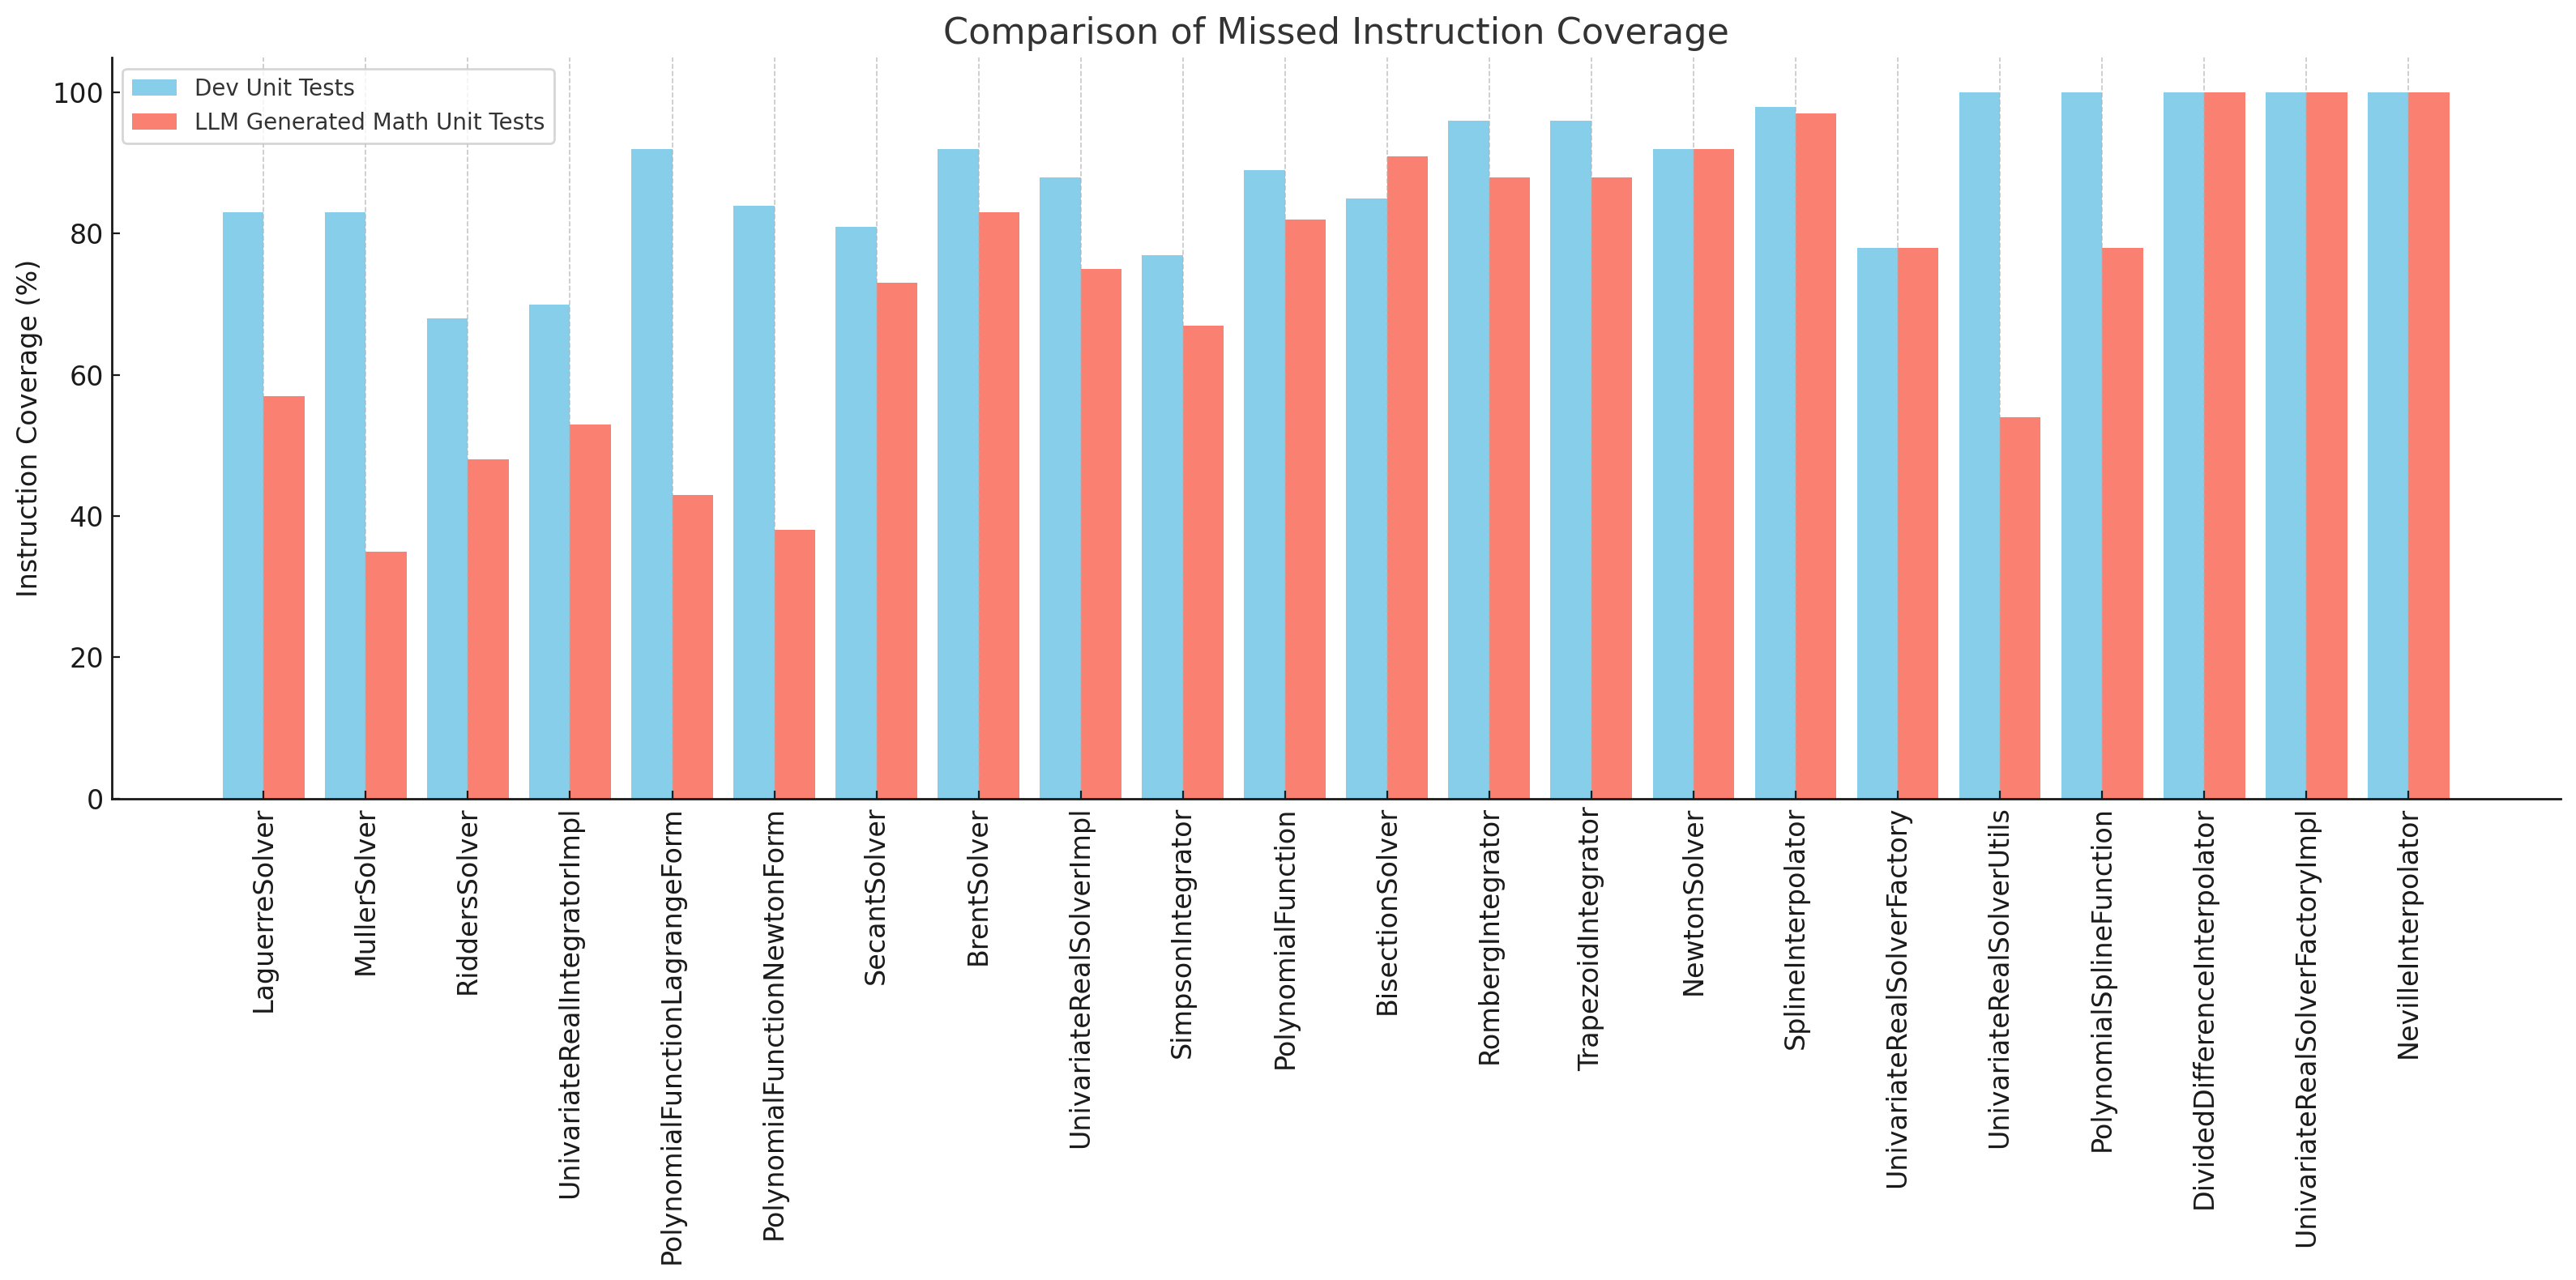 Comparison of Missed Instruction Coverage
Dev Unit Tests
LLM Generated Math Unit Tests
Instruction Coverage (%)
100
80
60
40
20
0
LaguerreSolver
MullerSolver
RiddersSolver
UnivariateRealIntegratorImpl
PolynomialFunctionLagrangeForm
PolynomialFunctionNewtonForm
SecantSolver
BrentSolver
UnivariateRealSolverImpl
SimpsonIntegrator
PolynomialFunction
BisectionSolver
RombergIntegrator
TrapezoidIntegrator
NewtonSolver
SplineInterpolator
UnivariateRealSolverFactory
UnivariateRealSolverUtils
PolynomialSplineFunction
DividedDifferenceInterpolator
UnivariateRealSolverFactoryImpl
NevilleInterpolator